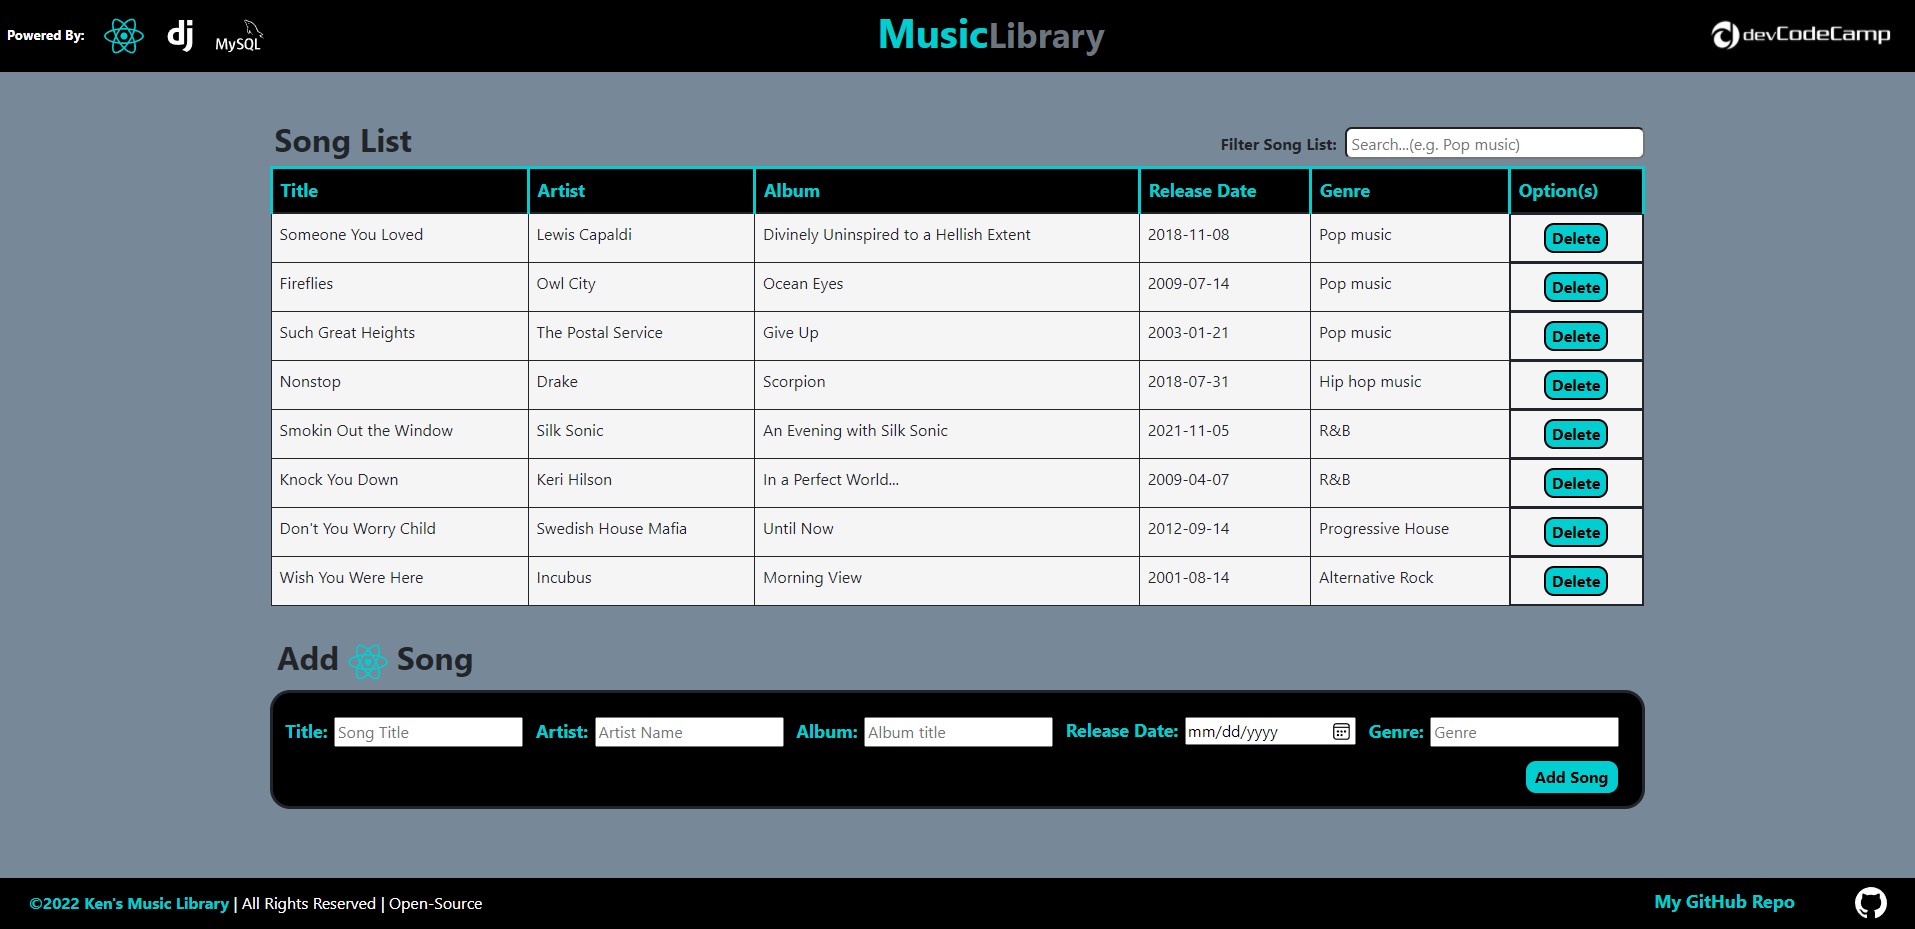 Powered By: dj MySQL MusicLibrary devCodeCamp
Song List Filter Song List: Search...(e.g. Pop music)
Title Artist Album Release Date Genre Option(s)
Someone You Loved Lewis Capaldi Divinely Uninspired to a Hellish Extent 2018-11-08 Pop music Delete
Fireflies Owl City Ocean Eyes 2009-07-14 Pop music Delete
Such Great Heights The Postal Service Give Up 2003-01-21 Pop music Delete
Nonstop Drake Scorpion 2018-07-31 Hip hop music Delete
Smokin Out the Window Silk Sonic An Evening with Silk Sonic 2021-11-05 R&B Delete
Knock You Down Keri Hilson In a Perfect World... 2009-04-07 R&B Delete
Don't You Worry Child Swedish House Mafia Until Now 2012-09-14 Progressive House Delete
Wish You Were Here Incubus Morning View 2001-08-14 Alternative Rock Delete
Add Song
Title: Song Title Artist: Artist Name Album: Album title Release Date: mm/dd/yyyy Genre: Genre
Add Song
©2022 Ken's Music Library | All Rights Reserved | Open-Source My GitHub Repo